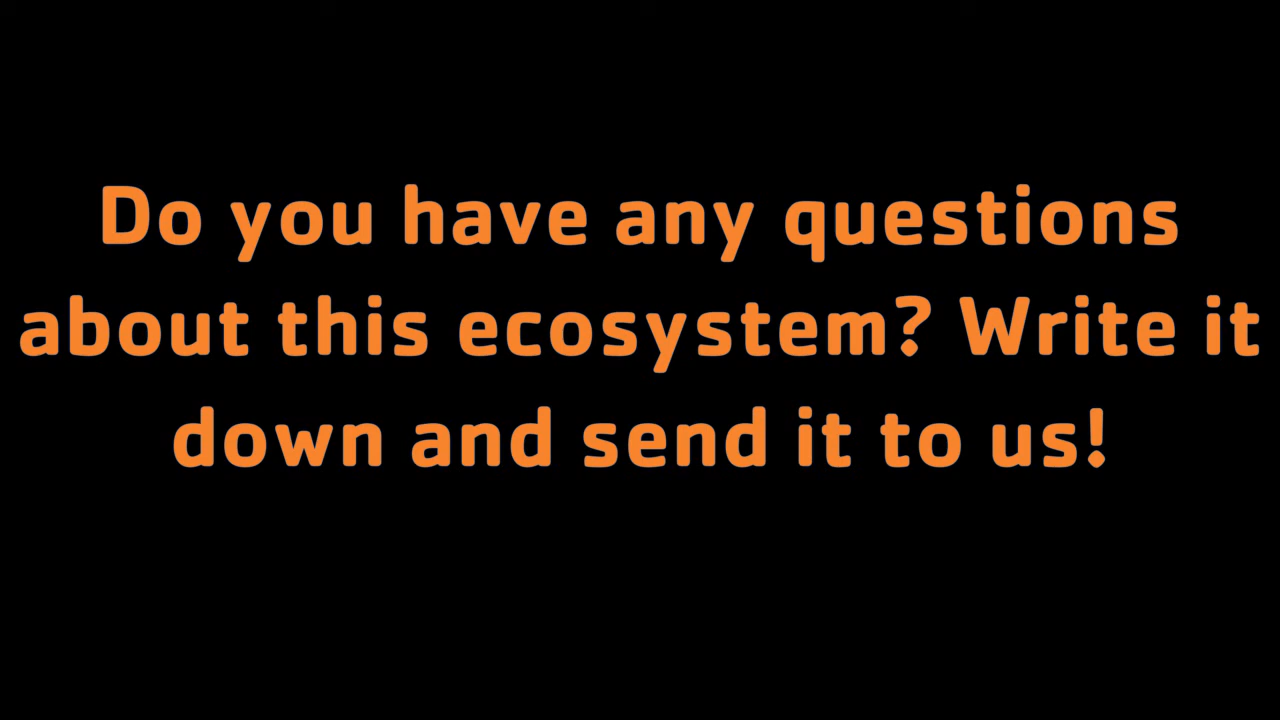 Do you have any questions
about this ecosystem? Write it
down and send it to us!